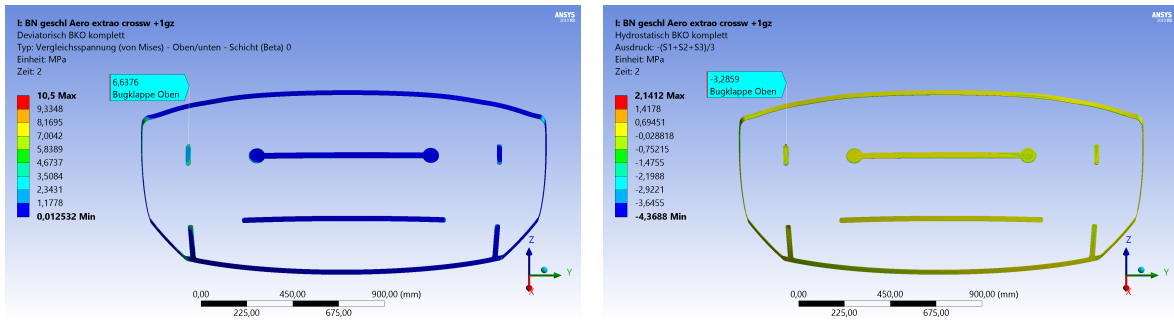 I: BN geschl Aero extrao crossw +1gz
Deviatorisch BKO komplett
Typ: Vergleichsspannung (von Mises) - Oben/unten - Schicht (Beta) 0
Einheit: MPa
Zeit: 2
ANSYS
6,6376
Bugklappe Oben
10,5 Max
9,3348
8,1695
7,0042
5,8389
4,6737
3,5084
2,3431
1,1778
0,012532 Min
Z
Y
X
0,00 450,00 900,00 (mm)
225,00 675,00
I: BN geschl Aero extrao crossw +1gz
Hydrostatisch BKO komplett
Ausdruck: -(S1+S2+S3)/3
Einheit: MPa
Zeit: 2
ANSYS
-3,2859
Bugklappe Oben
2,1412 Max
1,4178
0,69451
-0,028818
-0,75215
-1,4755
-2,1988
-2,9221
-3,6455
-4,3688 Min
Z
Y
X
0,00 450,00 900,00 (mm)
225,00 675,00